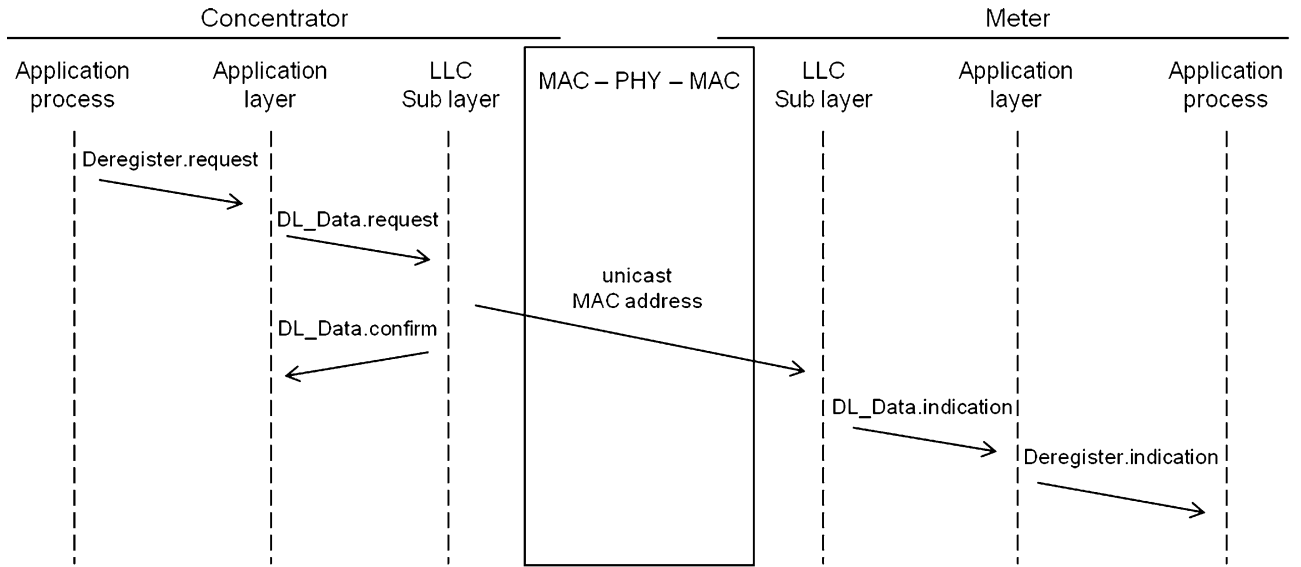 Concentrator
Meter
Application
process
Application
layer
LLC
Sub layer
MAC – PHY – MAC
LLC
Sub layer
Application
layer
Application
process
Deregister.request
DL_Data.request
unicast
MAC address
DL_Data.confirm
DL_Data.indication
Deregister.indication